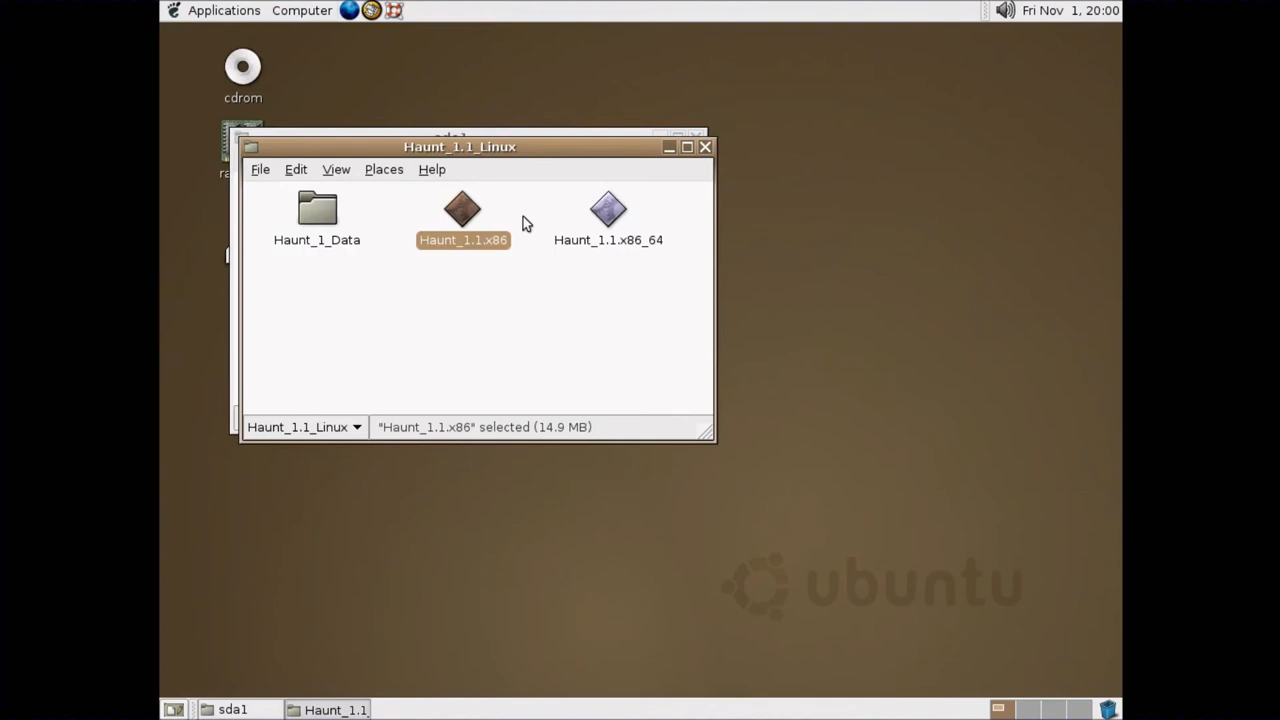 Applications Computer Fri Nov 1, 20:00
cdrom
Haunt_1.1_Linux
File Edit View Places Help
Haunt_1_Data Haunt_1.1.x86 Haunt_1.1.x86_64
Haunt_1.1_Linux "Haunt_1.1.x86" selected (14.9 MB)
ubuntu
sda1 Haunt_1.1